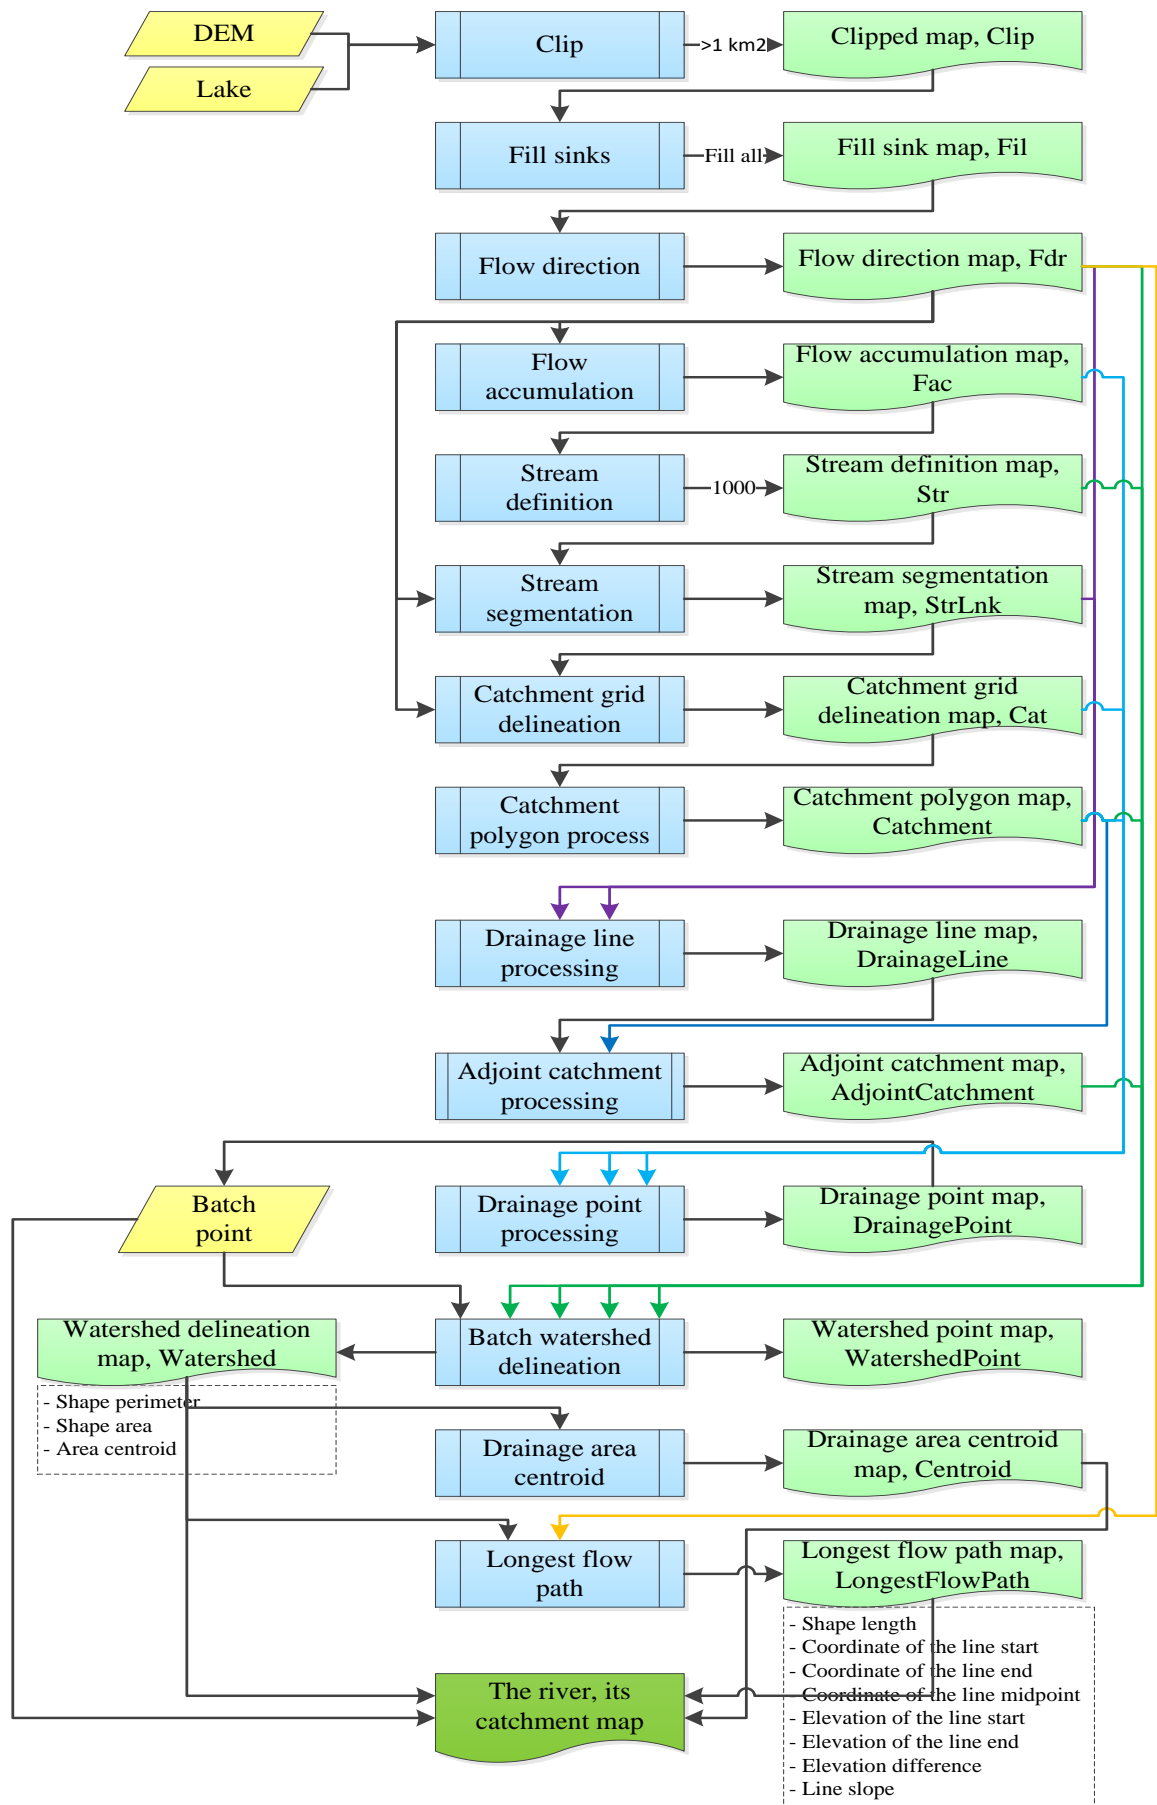 DEM
Lake
Clip
>1 km2
Clipped map, Clip
Fill sinks
Fill all
Fill sink map, Fil
Flow direction
Flow direction map, Fdr
Flow
accumulation
Flow accumulation map,
Fac
Stream
definition
1000
Stream definition map,
Str
Stream
segmentation
Stream segmentation
map, StrLnk
Catchment grid
delineation
Catchment grid
delineation map, Cat
Catchment
polygon process
Catchment polygon map,
Catchment
Drainage line
processing
Drainage line map,
DrainageLine
Adjoint catchment
processing
Adjoint catchment map,
AdjointCatchment
Batch
point
Drainage point
processing
Drainage point map,
DrainagePoint
Watershed delineation
map, Watershed
- Shape perimeter
- Shape area
- Area centroid
Batch watershed
delineation
Watershed point map,
WatershedPoint
Drainage area
centroid
Drainage area centroid
map, Centroid
Longest flow
path
Longest flow path map,
LongestFlowPath
- Shape length
- Coordinate of the line start
- Coordinate of the line end
- Coordinate of the line midpoint
- Elevation of the line start
- Elevation of the line end
- Elevation difference
- Line slope
The river, its
catchment map